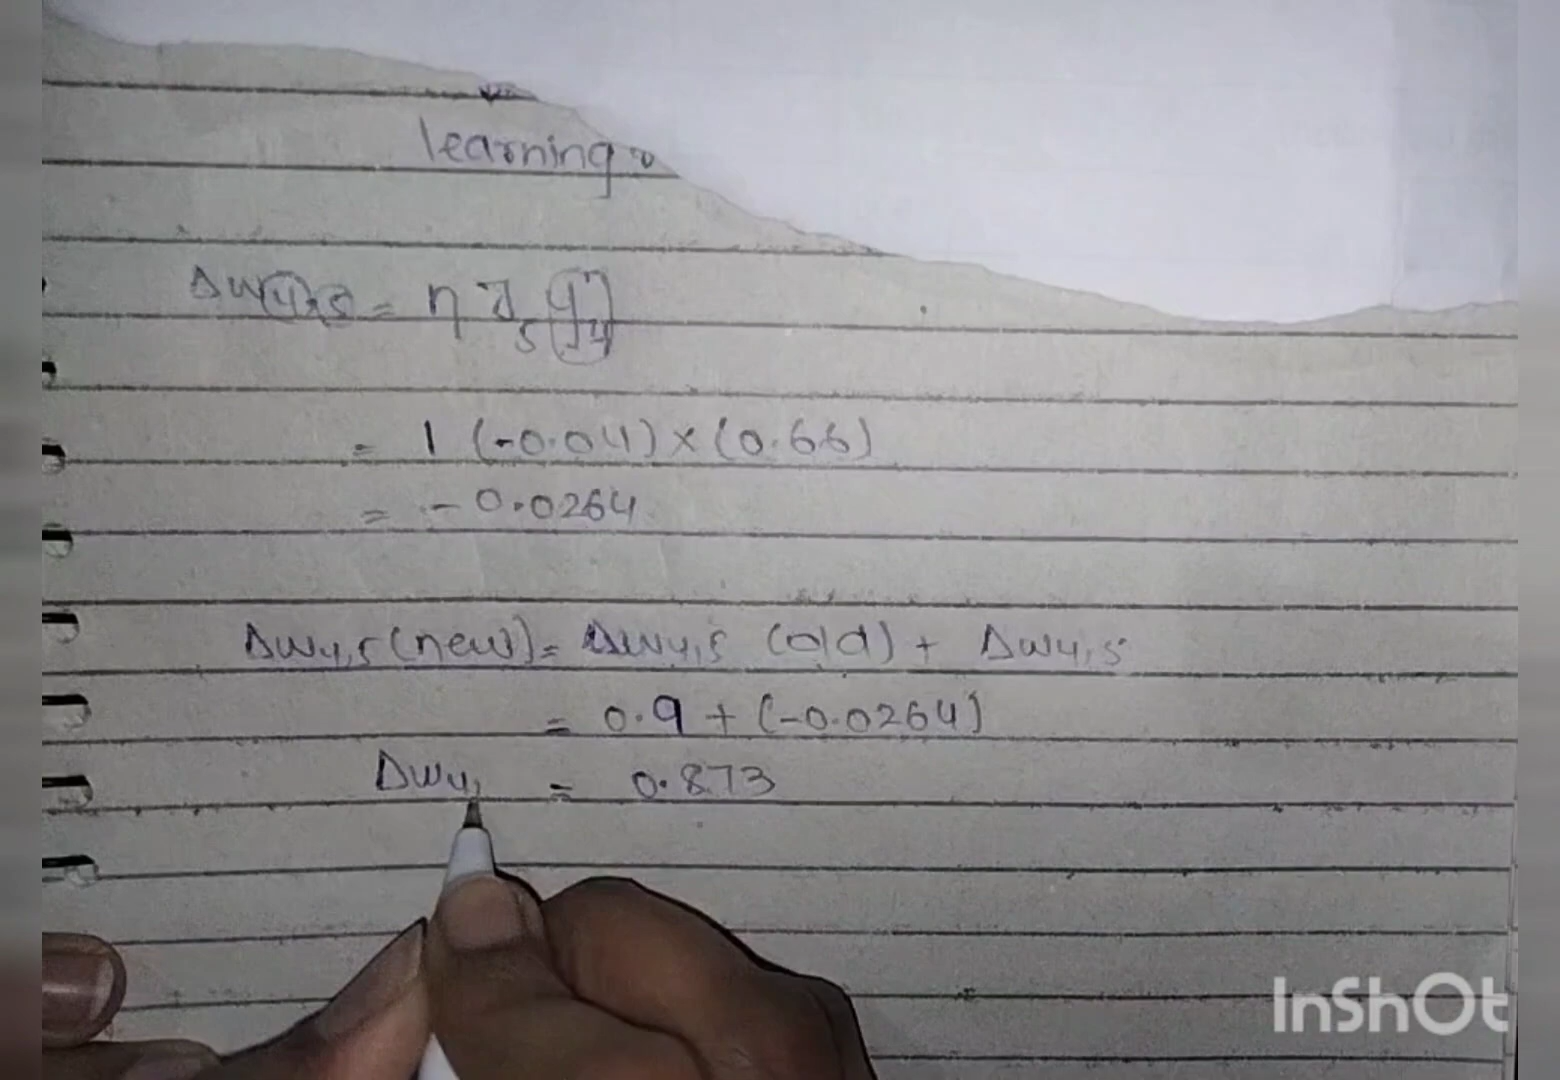 learning r
Δw4,5 = η δ5 y4
= 1 (-0.04) × (0.66)
= - 0.0264
Δw4,5 (new) = Δw4,5 (old) + Δw4,5
= 0.9 + (-0.0264)
Δw4, = 0.873
InShOt